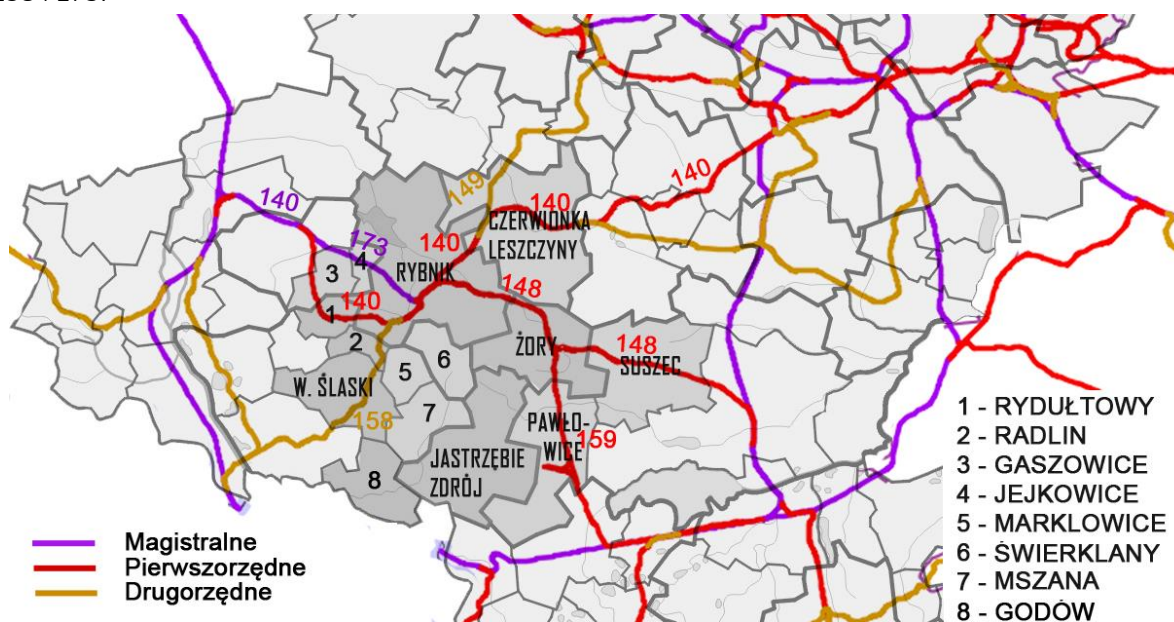 140
149
140
140
CZERWIONKA
LESZCZYNY
173
4
140
3
RYBNIK
148
1
140
2
ŻORY
148
SUSZEC
6
5
W. ŚLASKI
158
7
PAWŁO-
WICE
159
JASTRZĘBIE
ZDRÓJ
8
Magistralne
Pierwszorzędne
Drugorzędne
1 - RYDUŁTOWY
2 - RADLIN
3 - GASZOWICE
4 - JEJKOWICE
5 - MARKLOWICE
6 - ŚWIERKLANY
7 - MSZANA
8 - GODÓW